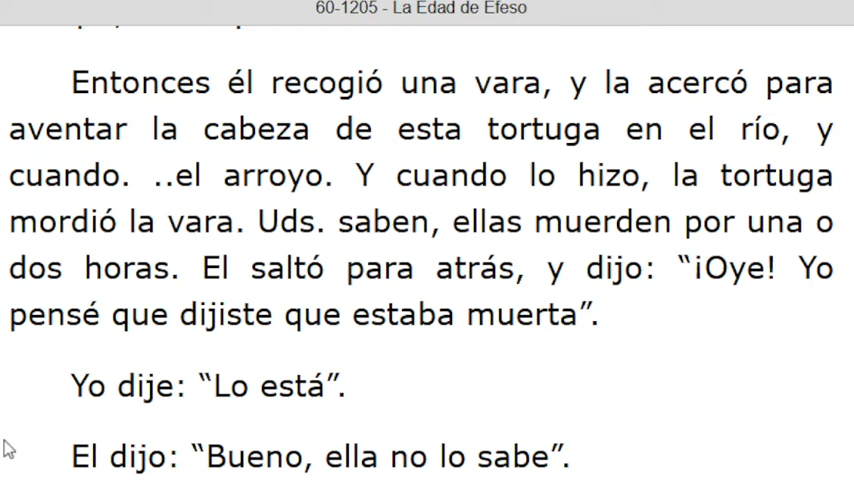 60-1205 - La Edad de Efeso
Entonces él recogió una vara, y la acercó para
aventar la cabeza de esta tortuga en el río, y
cuando. ..el arroyo. Y cuando lo hizo, la tortuga
mordió la vara. Uds. saben, ellas muerden por una o
dos horas. El saltó para atrás, y dijo: “¡Oye! Yo
pensé que dijiste que estaba muerta”.
Yo dije: “Lo está”.
El dijo: “Bueno, ella no lo sabe”.